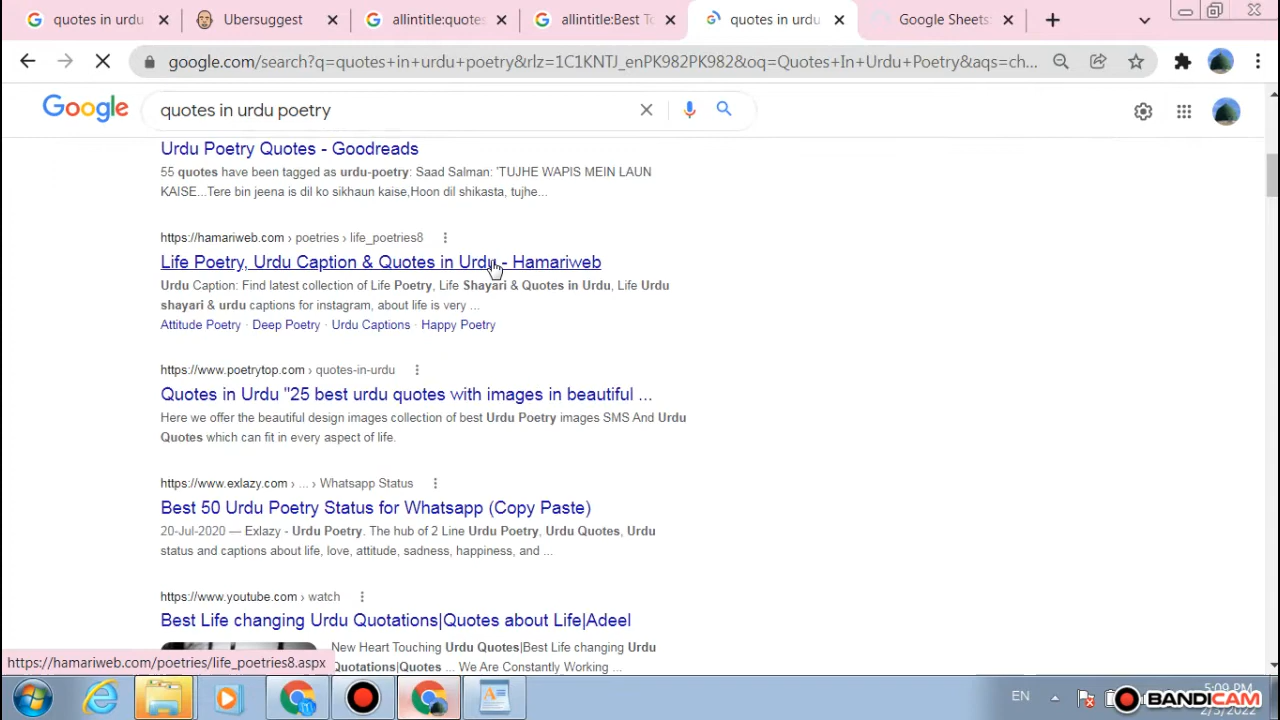 quotes in urdu
Ubersuggest
allintitle:quotes
allintitle:Best To
quotes in urdu
Google Sheets:
google.com/search?q=quotes+in+urdu+poetry&rlz=1C1KNTJ_enPK982PK982&oq=Quotes+In+Urdu+Poetry&aqs=ch...
Google
quotes in urdu poetry
Urdu Poetry Quotes - Goodreads
55 quotes have been tagged as urdu-poetry: Saad Salman: 'TUJHE WAPIS MEIN LAUN
KAISE...Tere bin jeena is dil ko sikhaun kaise,Hoon dil shikasta, tujhe...
https://hamariweb.com › poetries › life_poetries8
Life Poetry, Urdu Caption & Quotes in Urdu - Hamariweb
Urdu Caption: Find latest collection of Life Poetry, Life Shayari & Quotes in Urdu, Life Urdu
shayari & urdu captions for instagram, about life is very ...
Attitude Poetry · Deep Poetry · Urdu Captions · Happy Poetry
https://www.poetrytop.com › quotes-in-urdu
Quotes in Urdu "25 best urdu quotes with images in beautiful ...
Here we offer the beautiful design images collection of best Urdu Poetry images SMS And Urdu
Quotes which can fit in every aspect of life.
https://www.exlazy.com › ... › Whatsapp Status
Best 50 Urdu Poetry Status for Whatsapp (Copy Paste)
20-Jul-2020 — Exlazy - Urdu Poetry. The hub of 2 Line Urdu Poetry, Urdu Quotes, Urdu
status and captions about life, love, attitude, sadness, happiness, and ...
https://www.youtube.com › watch
Best Life changing Urdu Quotations|Quotes about Life|Adeel
New Heart Touching Urdu Quotes|Best Life changing Urdu
Quotations|Quotes ... We Are Constantly Working ...
https://hamariweb.com/poetries/life_poetries8.aspx
EN
5:09 PM
2/5/2022
BANDICAM